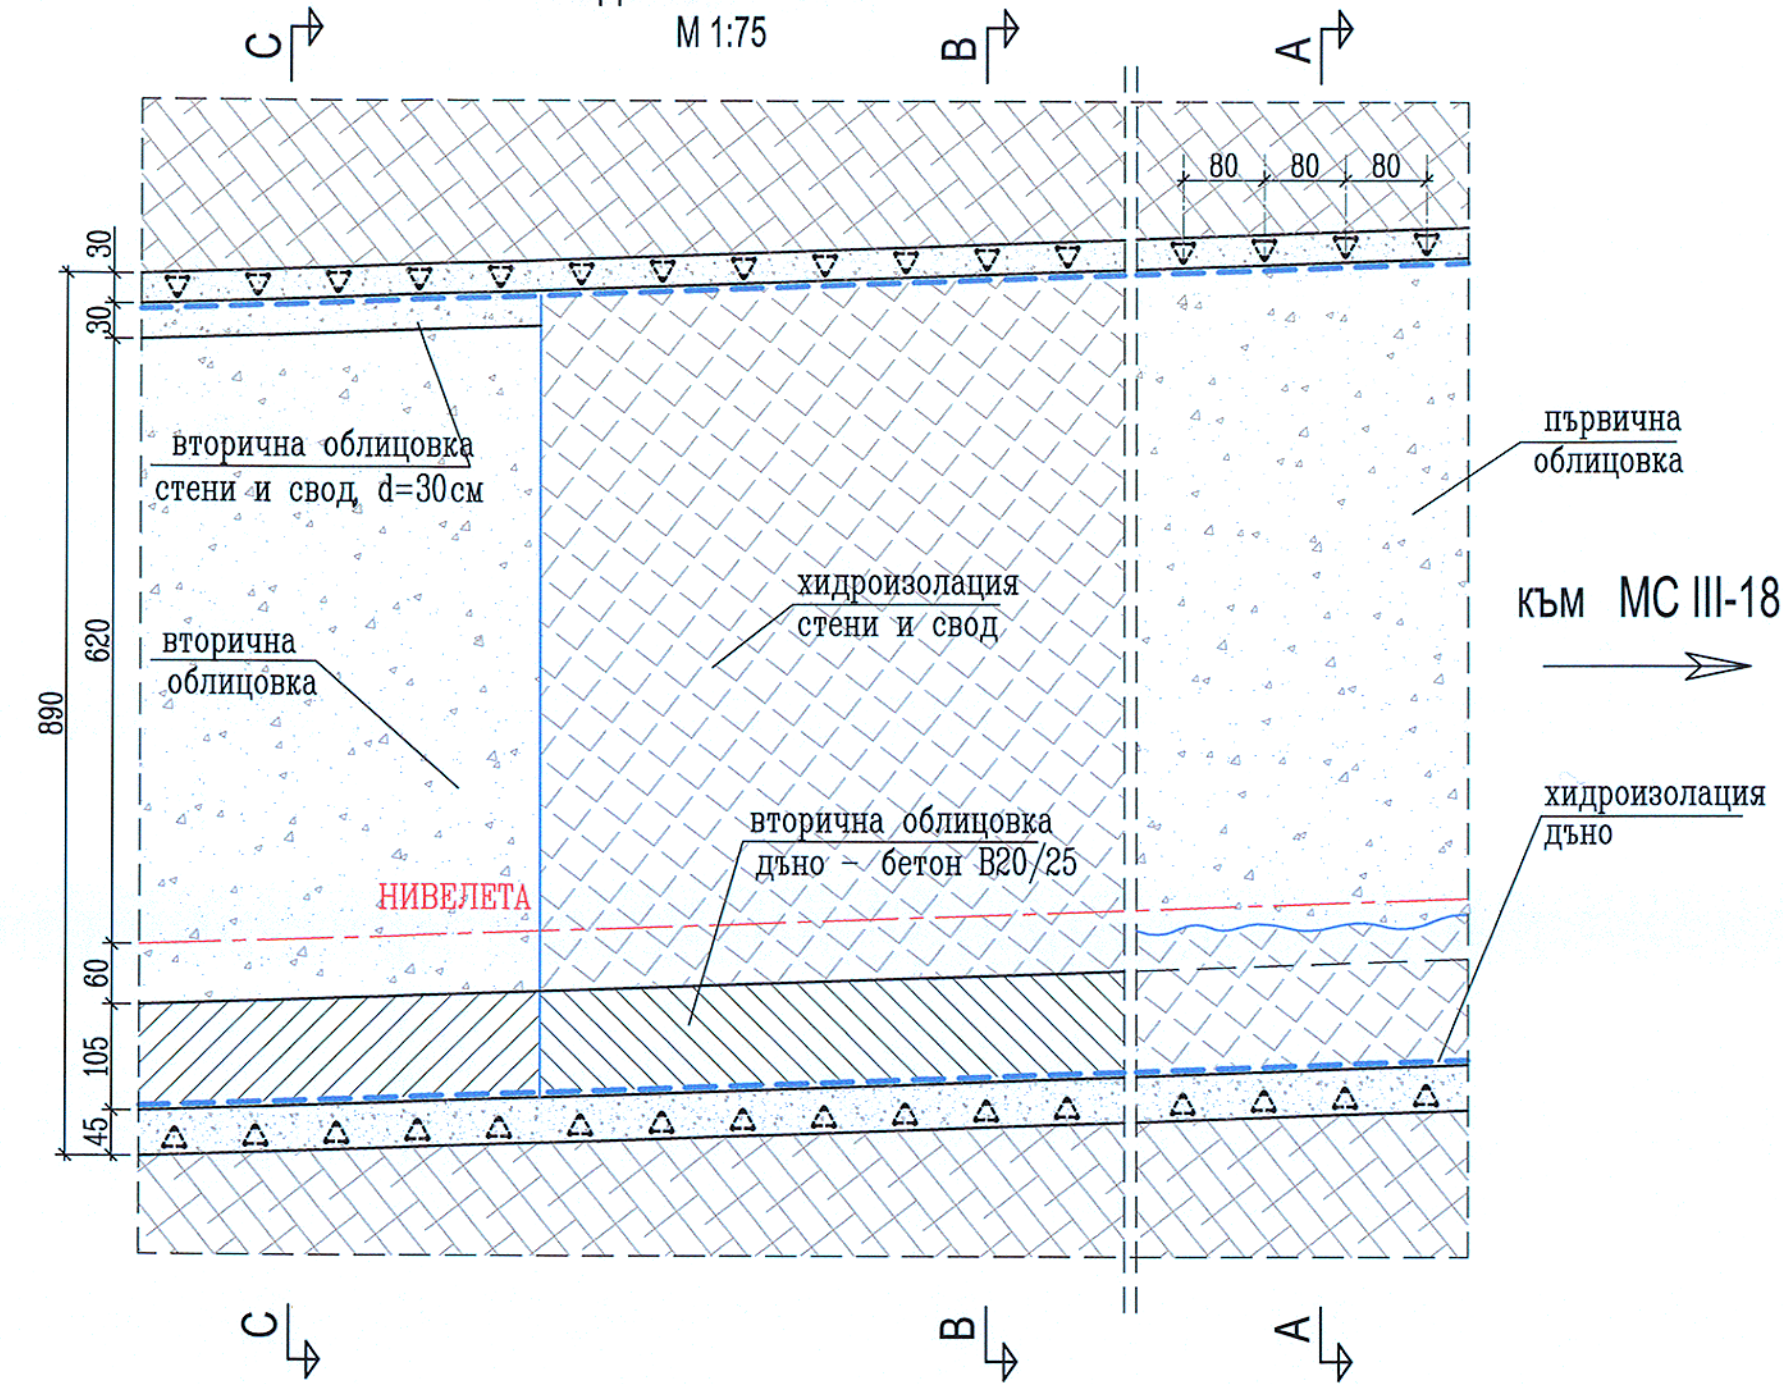 М 1:75
C
B
A
80 80 80
30
30
620
890
60
105
45
вторична облицовка
стени и свод, d=30см
вторична
облицовка
хидроизолация
стени и свод
вторична облицовка
дъно - бетон В20/25
НИВЕЛЕТА
първична
облицовка
към МС III-18
хидроизолация
дъно
C
B
A